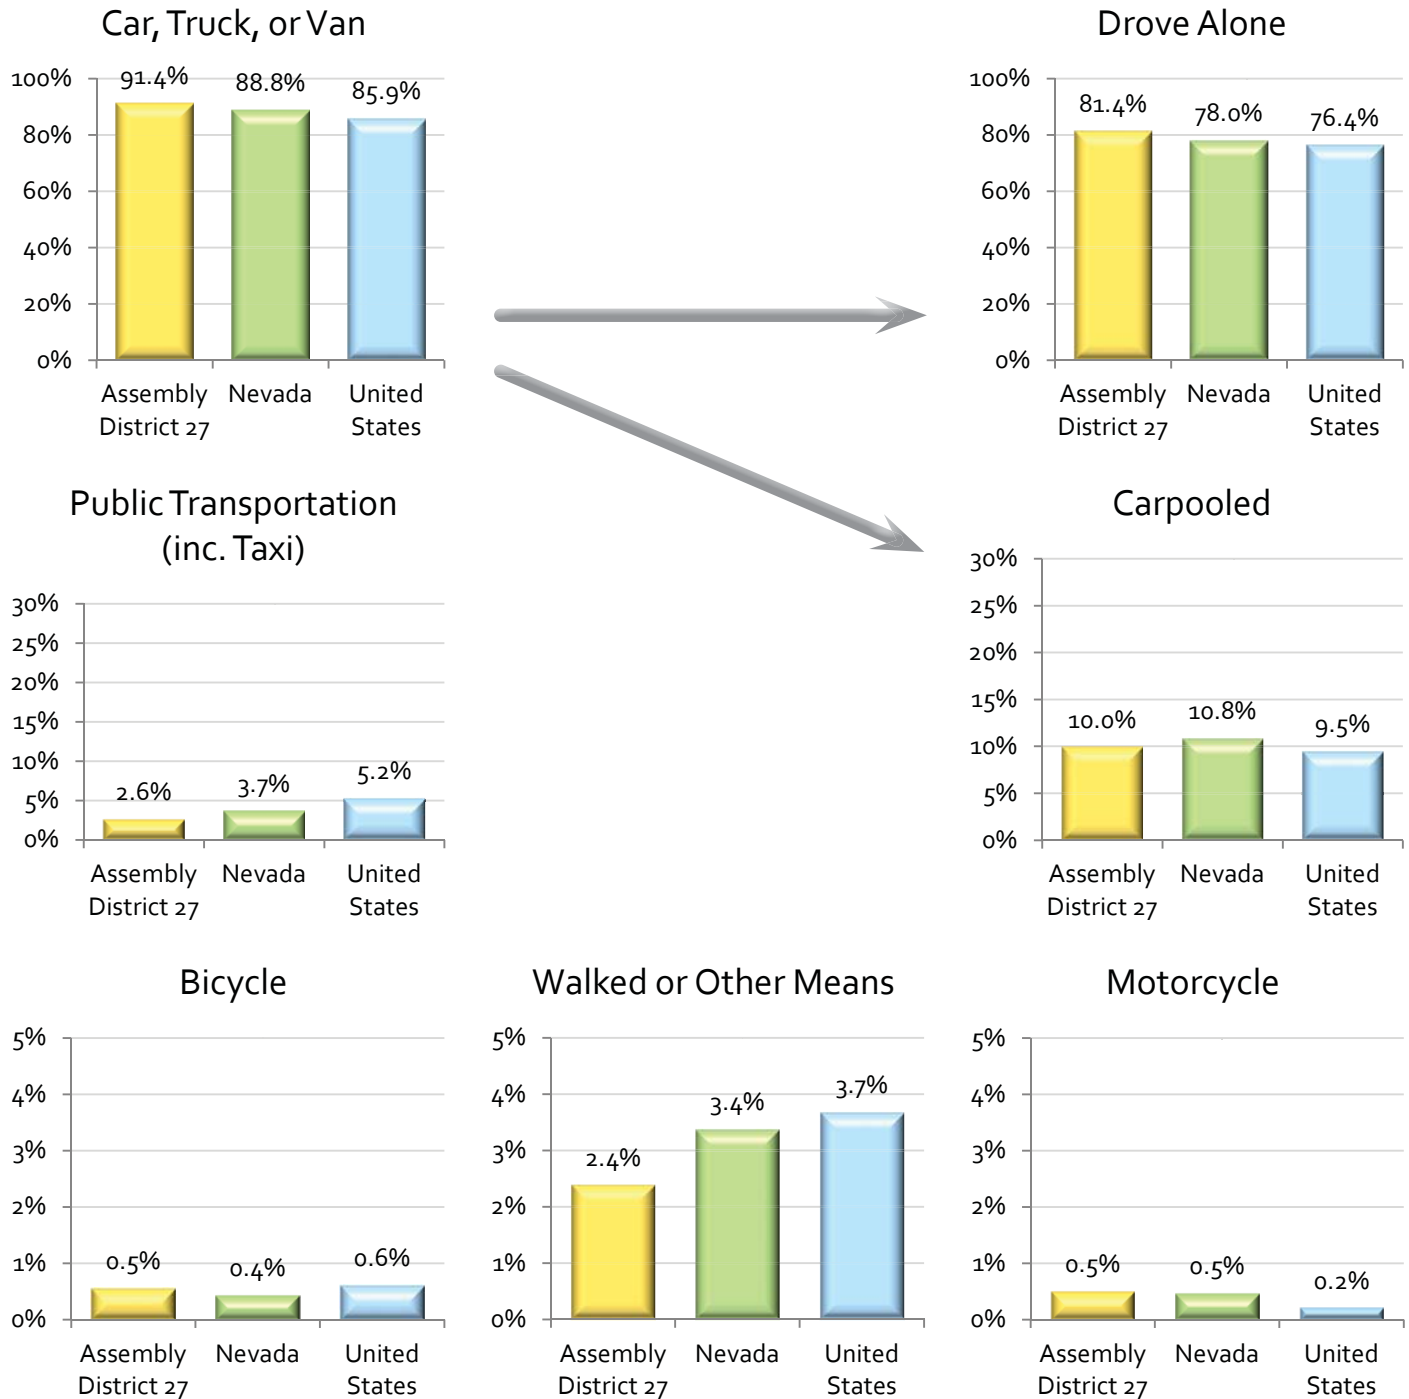 Car, Truck, or Van
100%
80%
60%
40%
20%
0%
91.4%
88.8%
85.9%
Assembly
District 27
Nevada
United
States
Drove Alone
100%
80%
60%
40%
20%
0%
81.4%
78.0%
76.4%
Assembly
District 27
Nevada
United
States
Public Transportation
(inc. Taxi)
30%
25%
20%
15%
10%
5%
0%
2.6%
3.7%
5.2%
Assembly
District 27
Nevada
United
States
Carpooled
30%
25%
20%
15%
10%
5%
0%
10.0%
10.8%
9.5%
Assembly
District 27
Nevada
United
States
Bicycle
5%
4%
3%
2%
1%
0%
0.5%
0.4%
0.6%
Assembly
District 27
Nevada
United
States
Walked or Other Means
5%
4%
3%
2%
1%
0%
2.4%
3.4%
3.7%
Assembly
District 27
Nevada
United
States
Motorcycle
5%
4%
3%
2%
1%
0%
0.5%
0.5%
0.2%
Assembly
District 27
Nevada
United
States